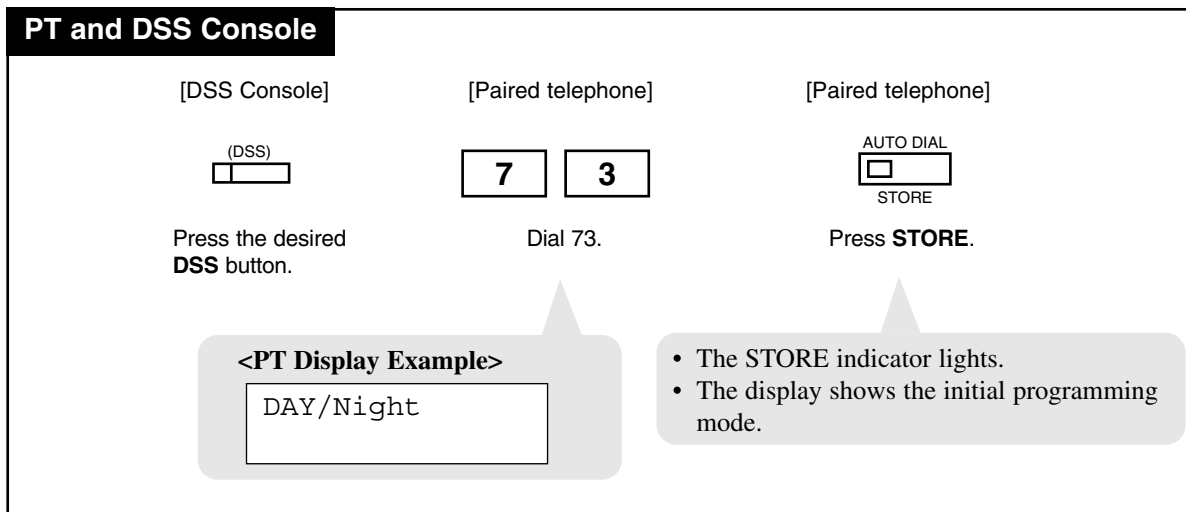 PT and DSS Console
[DSS Console]
[Paired telephone]
[Paired telephone]
(DSS)
7 3
AUTO DIAL
STORE
Press the desired
DSS button.
Dial 73.
Press STORE.
<PT Display Example>
DAY/Night
• The STORE indicator lights.
• The display shows the initial programming
mode.